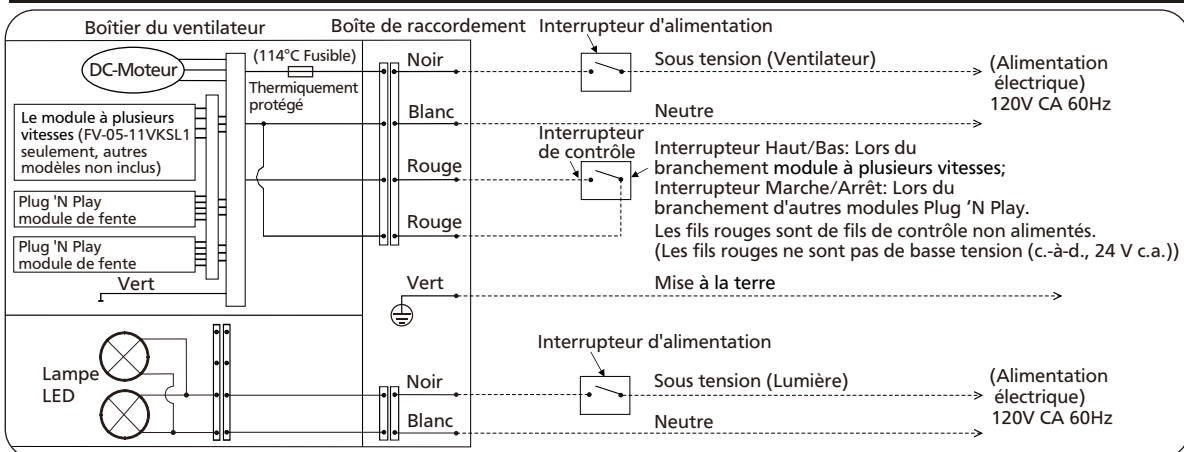 Boîtier du ventilateur
Boîte de raccordement
Interrupteur d'alimentation
DC-Moteur
(114°C Fusible)
Thermiquement
protégé
Noir
Sous tension (Ventilateur)
(Alimentation
électrique)
120V CA 60Hz
Le module à plusieurs
vitesses (FV-05-11VKSL1
seulement, autres
modèles non inclus)
Blanc
Neutre
Interrupteur
de contrôle
Interrupteur Haut/Bas: Lors du
branchement module à plusieurs vitesses;
Interrupteur Marche/Arrêt: Lors du
branchement d'autres modules Plug ‘N Play.
Les fils rouges sont de fils de contrôle non alimentés.
(Les fils rouges ne sont pas de basse tension (c.-à-d., 24 V c.a.))
Rouge
Plug 'N Play
module de fente
Rouge
Plug 'N Play
module de fente
Vert
Vert
Mise à la terre
Interrupteur d'alimentation
Lampe
LED
Noir
Sous tension (Lumière)
(Alimentation
électrique)
120V CA 60Hz
Blanc
Neutre